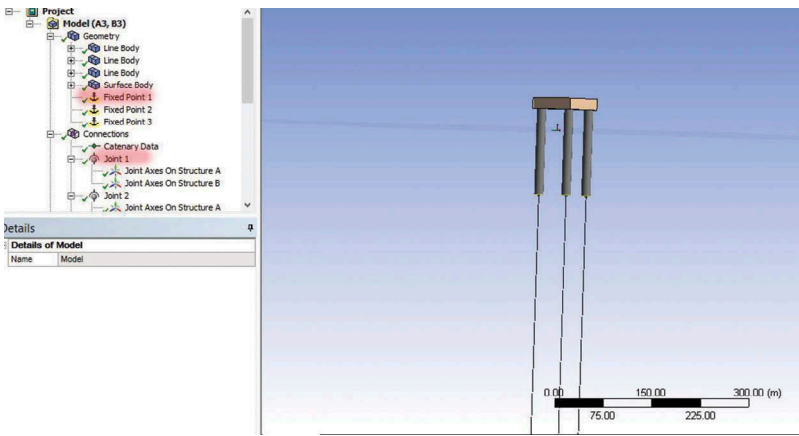 Project
Model (A3, B3)
Geometry
Line Body
Line Body
Line Body
Surface Body
Fixed Point 1
Fixed Point 2
Fixed Point 3
Connections
Catenary Data
Joint 1
Joint Axes On Structure A
Joint Axes On Structure B
Joint 2
Joint Axes On Structure A
Details
Details of Model
Name Model
0.00 150.00 300.00 (m)
75.00 225.00